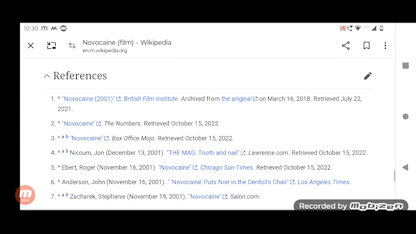 10:30
Novocaine (film) - Wikipedia
en.m.wikipedia.org
References
1. ^ "Novocaine (2001)". British Film Institute. Archived from the original on March 16, 2018. Retrieved July 22,
2021.
2. ^ "Novocaine". The Numbers. Retrieved October 15, 2022.
3. ^ a b "Novocaine". Box Office Mojo. Retrieved October 15, 2022.
4. ^ a b Niccum, Jon (December 13, 2001). "THE MAG: Tooth and nail". Lawrence.com. Retrieved October 15, 2022.
5. ^ Ebert, Roger (November 16, 2001). "Novocaine". Chicago Sun-Times. Retrieved October 15, 2022.
6. ^ Anderson, John (November 16, 2001). "'Novocaine' Puts Noir in the Dentist's Chair". Los Angeles Times.
7. ^ a b Zacharek, Stephanie (November 19, 2001). "Novocaine". Salon.com.
Recorded by Mobizen